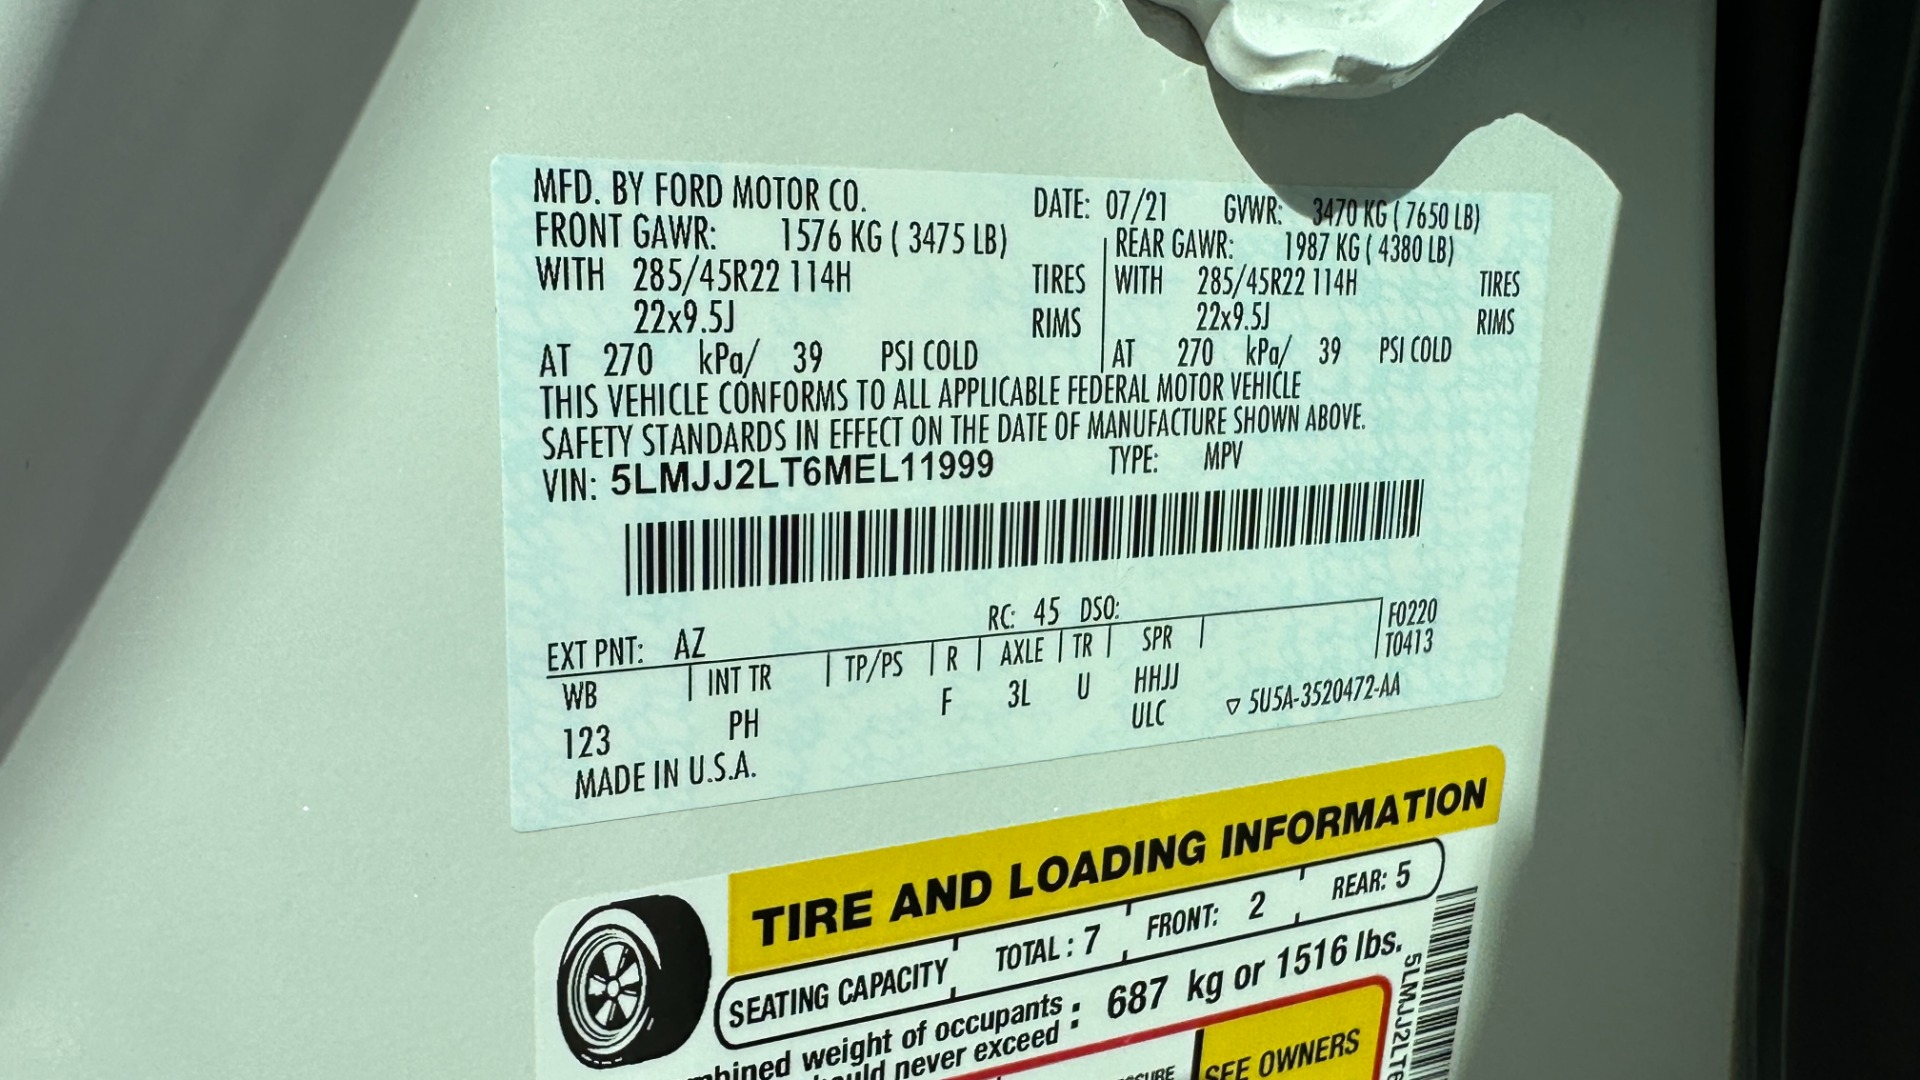 MFD. BY FORD MOTOR CO. DATE: 07/21 GVWR: 3470 KG ( 7650 LB)
FRONT GAWR: 1576 KG ( 3475 LB) REAR GAWR: 1987 KG ( 4380 LB)
WITH 285/45R22 114H TIRES WITH 285/45R22 114H TIRES
22x9.5J RIMS 22x9.5J RIMS
AT 270 kPa/ 39 PSI COLD AT 270 kPa/ 39 PSI COLD
THIS VEHICLE CONFORMS TO ALL APPLICABLE FEDERAL MOTOR VEHICLE
SAFETY STANDARDS IN EFFECT ON THE DATE OF MANUFACTURE SHOWN ABOVE.
VIN: 5LMJJ2LT6MEL11999 TYPE: MPV
RC: 45 DSO: F0220
EXT PNT: AZ T0413
WB INT TR TP/PS R AXLE TR SPR
123 PH F 3L U HHJJ
ULC ▽ 5U5A-3520472-AA
MADE IN U.S.A.
TIRE AND LOADING INFORMATION
SEATING CAPACITY TOTAL : 7 FRONT: 2 REAR: 5
weight of occupants : 687 kg or 1516 lbs.
never exceed
SEE OWNERS
5LMJJ2LT6